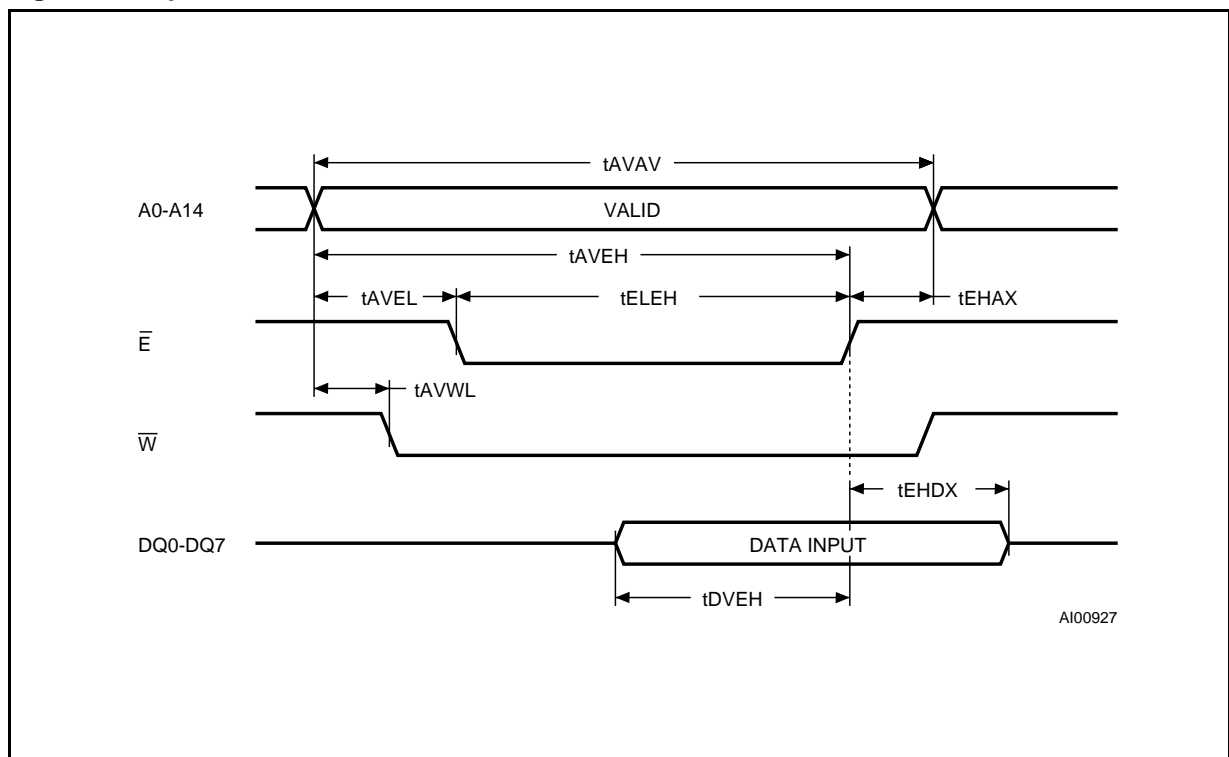 tAVAV
A0-A14
VALID
tAVEH
tAVEL
tELEH
tEHAX
E̅
tAVWL
W̅
tEHDX
DQ0-DQ7
DATA INPUT
tDVEH
AI00927